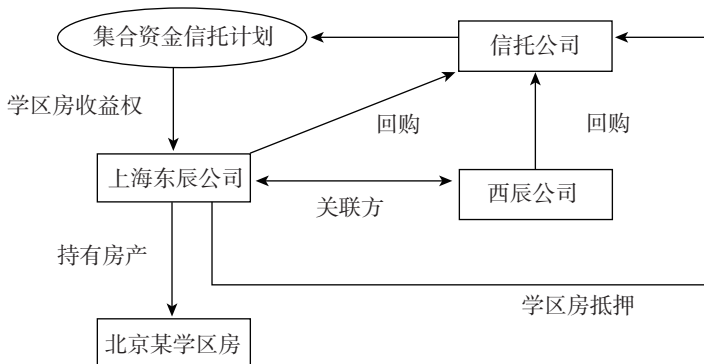 集合资金信托计划
信托公司
学区房收益权
回购
回购
上海东辰公司
关联方
西辰公司
持有房产
学区房抵押
北京某学区房